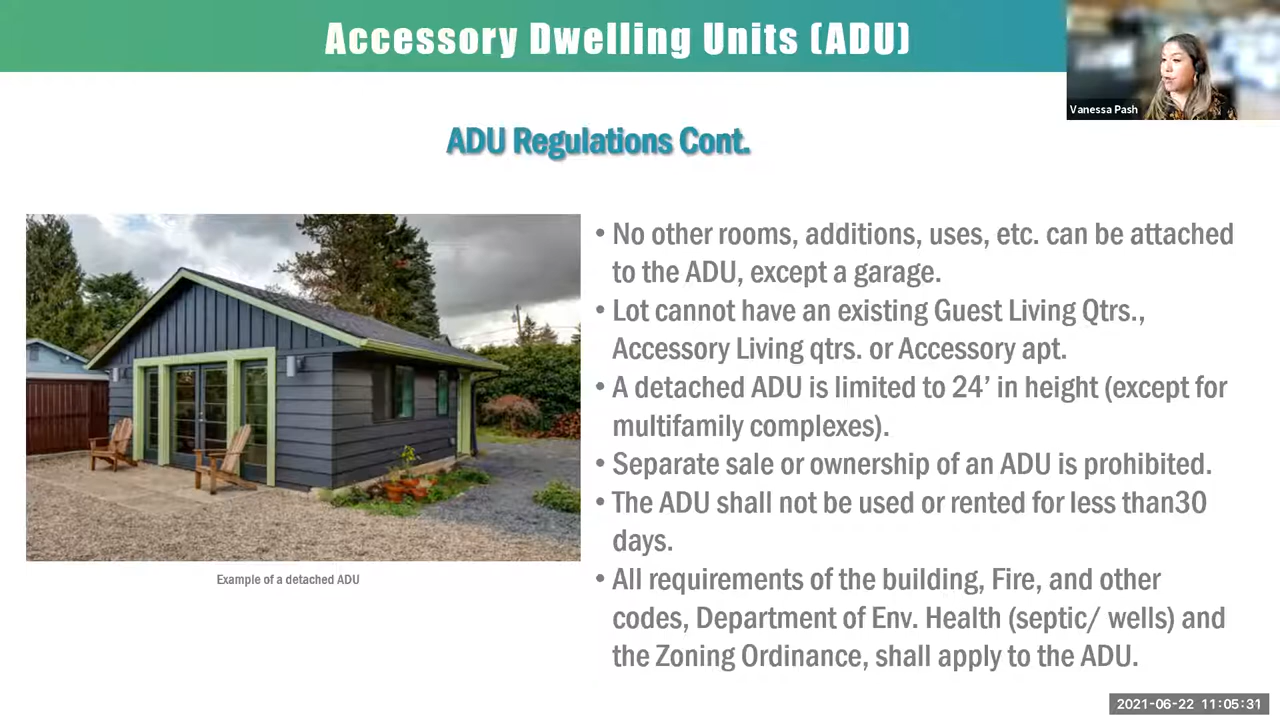 Accessory Dwelling Units (ADU)
Vanessa Pash
ADU Regulations Cont.
• No other rooms, additions, uses, etc. can be attached
to the ADU, except a garage.
• Lot cannot have an existing Guest Living Qtrs.,
Accessory Living qtrs. or Accessory apt.
• A detached ADU is limited to 24’ in height (except for
multifamily complexes).
• Separate sale or ownership of an ADU is prohibited.
• The ADU shall not be used or rented for less than30
days.
• All requirements of the building, Fire, and other
codes, Department of Env. Health (septic/ wells) and
the Zoning Ordinance, shall apply to the ADU.
Example of a detached ADU
2021-06-22 11:05:31